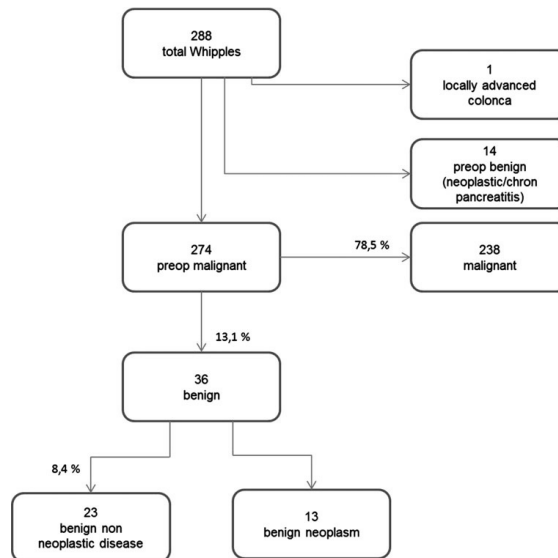 288
total Whipples
1
locally advanced
colonca
14
preop benign
(neoplastic/chron
pancreatitis)
274
preop malignant
78,5 %
238
malignant
13,1 %
36
benign
8,4 %
23
benign non
neoplastic disease
13
benign neoplasm